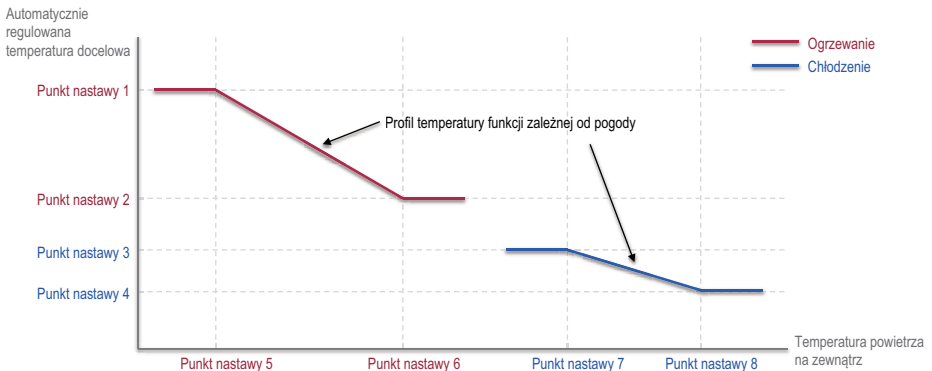 Automatycznie
regulowana
temperatura docelowa
Ogrzewanie
Chłodzenie
Punkt nastawy 1
Profil temperatury funkcji zależnej od pogody
Punkt nastawy 2
Punkt nastawy 3
Punkt nastawy 4
Temperatura powietrza
na zewnątrz
Punkt nastawy 5
Punkt nastawy 6
Punkt nastawy 7
Punkt nastawy 8